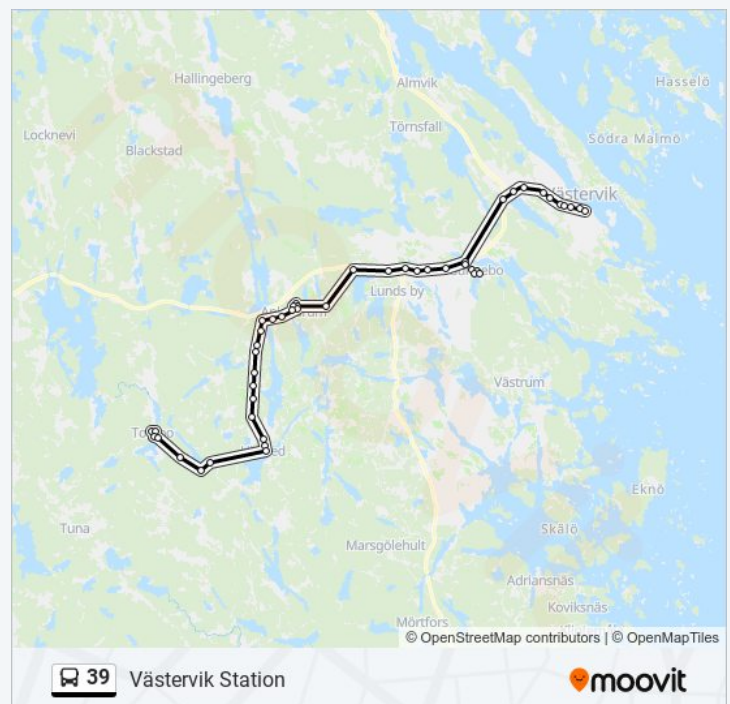 Hallingeberg
Almvik
Hasselö
Locknevi
Törnsfall
Södra Malmö
Blackstad
Västervik
Lunds by
Västrum
Eknö
Tuna
Skälö
Marsgölehult
Adriansnäs
Koviksnäs
Mörtfors
© OpenStreetMap contributors | © OpenMapTiles
39 Västervik Station
moovit